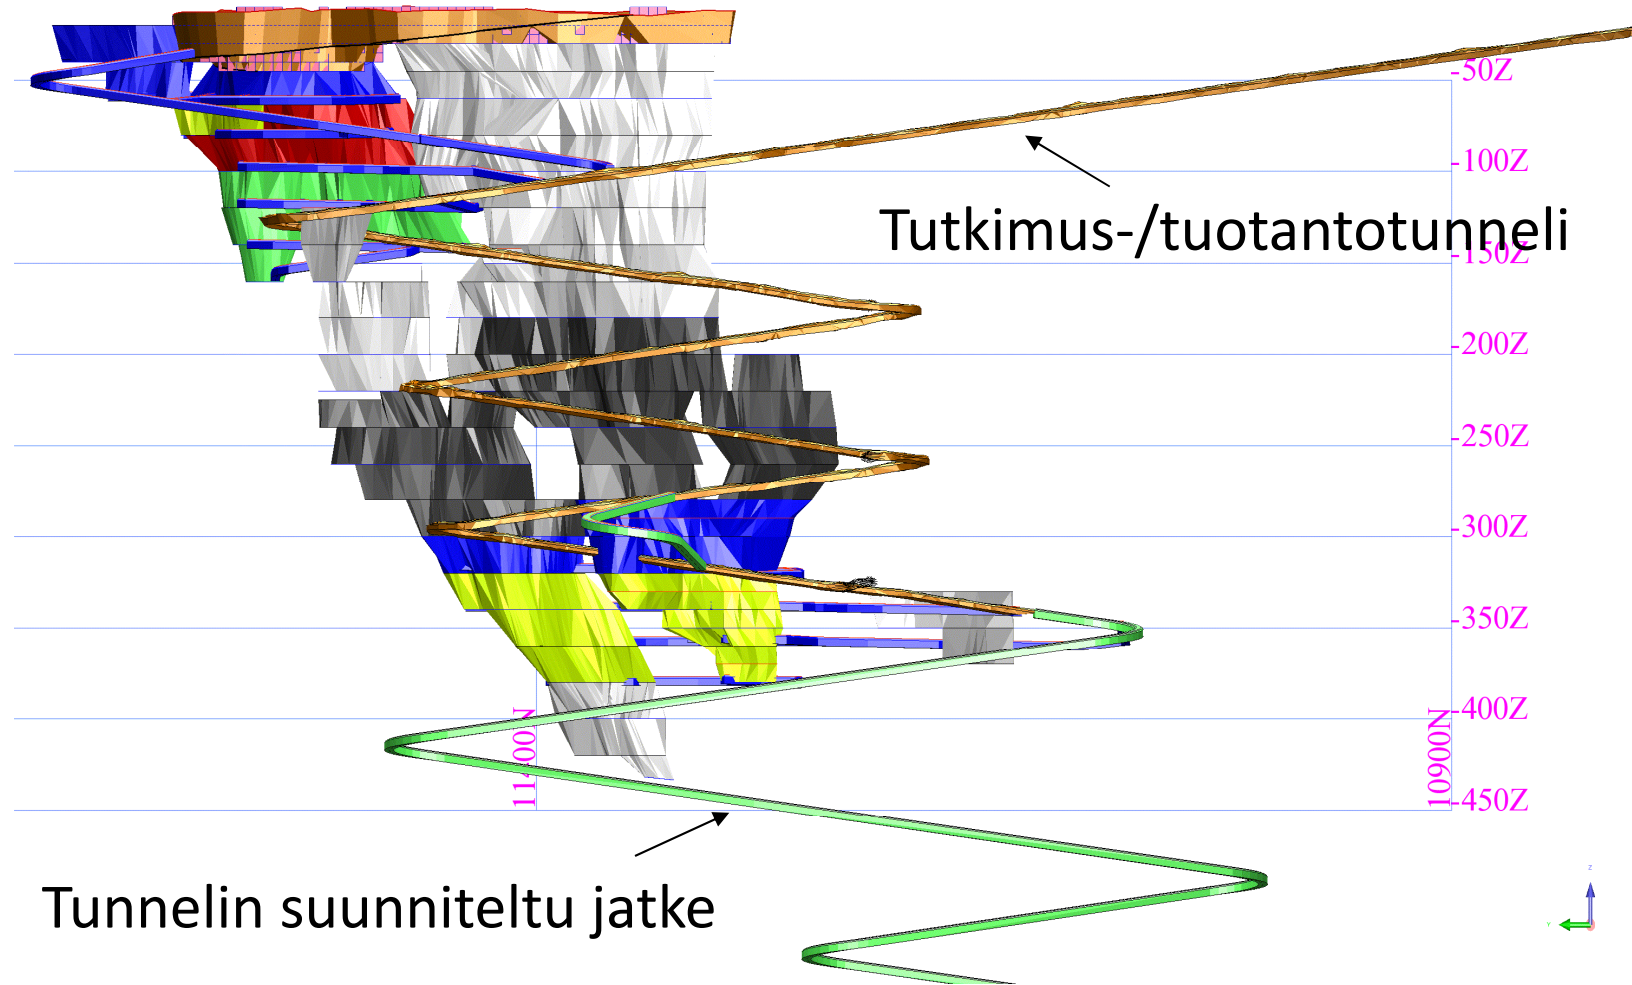 -50Z
-100Z
Tutkimus-/tuotantotunneli
-150Z
-200Z
-250Z
-300Z
-350Z
-400Z
11400N
10900N
-450Z
Tunnelin suunniteltu jatke
Z
Y